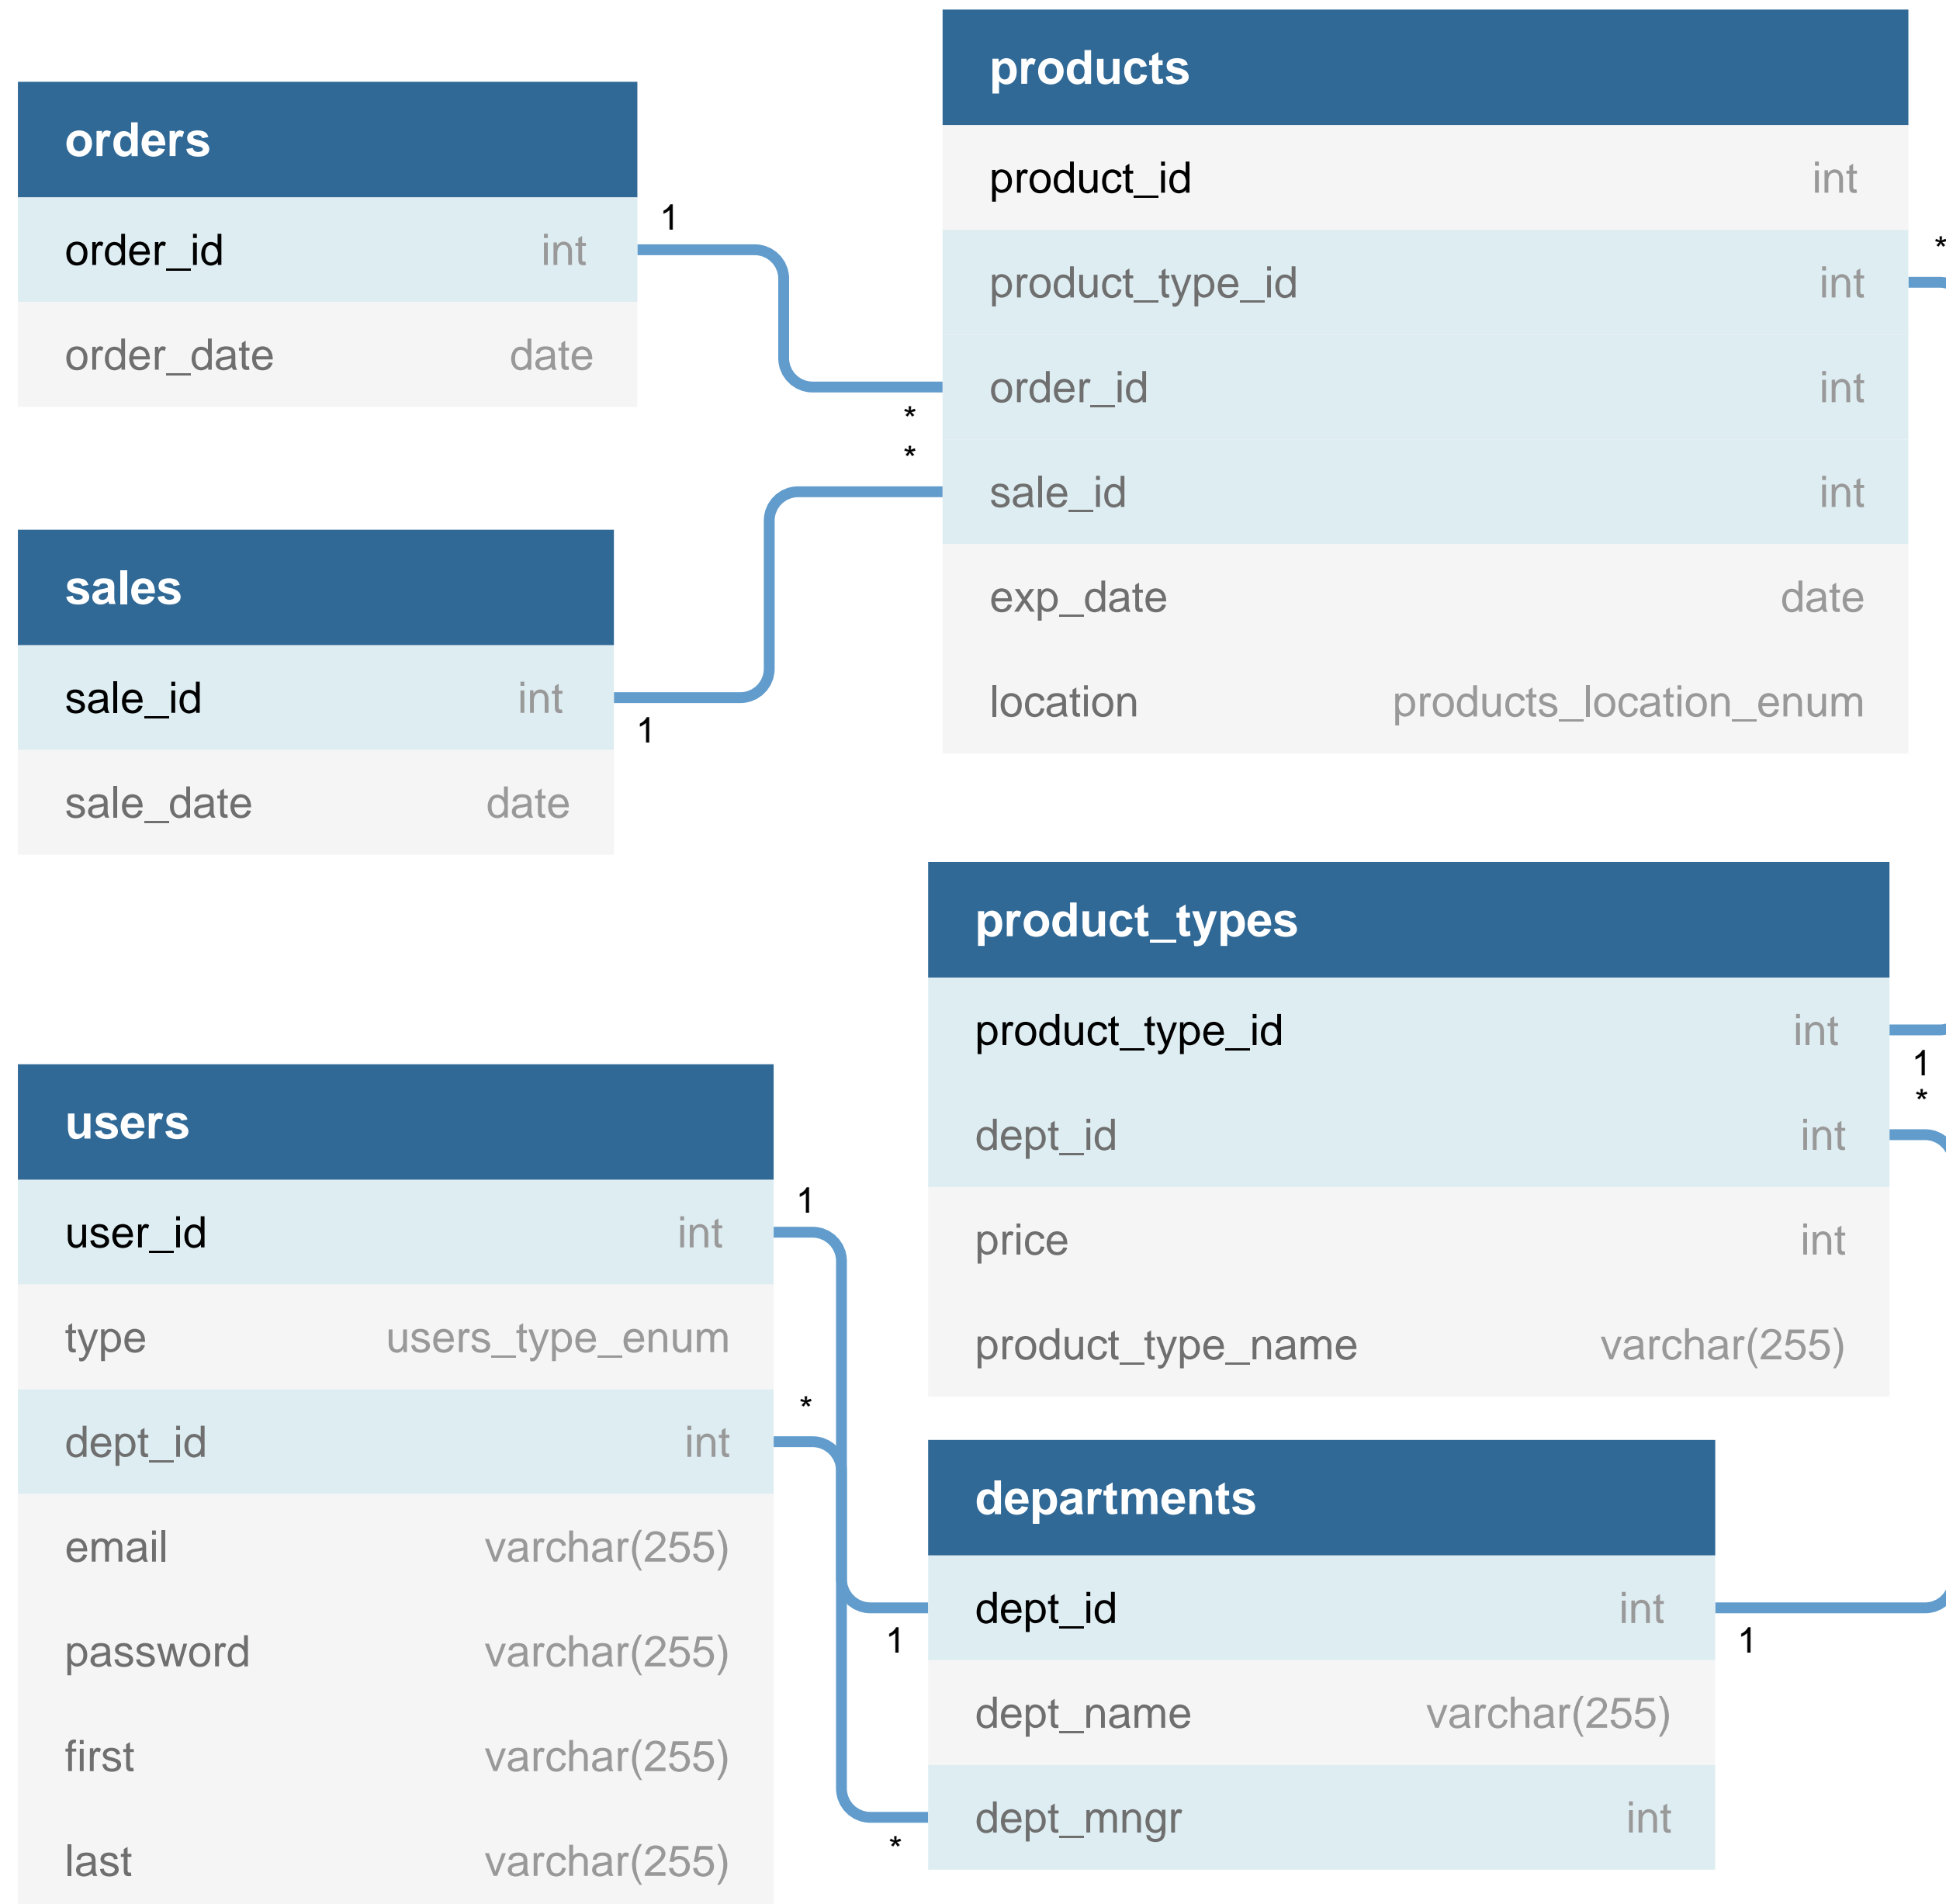 orders
order_id int
order_date date
1
*
products
product_id int
product_type_id int
order_id int
sale_id int
exp_date date
location products_location_enum
*
*
sales
sale_id int
sale_date date
1
product_types
product_type_id int
dept_id int
price int
product_type_name varchar(255)
1
*
users
user_id int
type users_type_enum
dept_id int
email varchar(255)
password varchar(255)
first varchar(255)
last varchar(255)
1
*
departments
dept_id int
dept_name varchar(255)
dept_mngr int
1
1
*